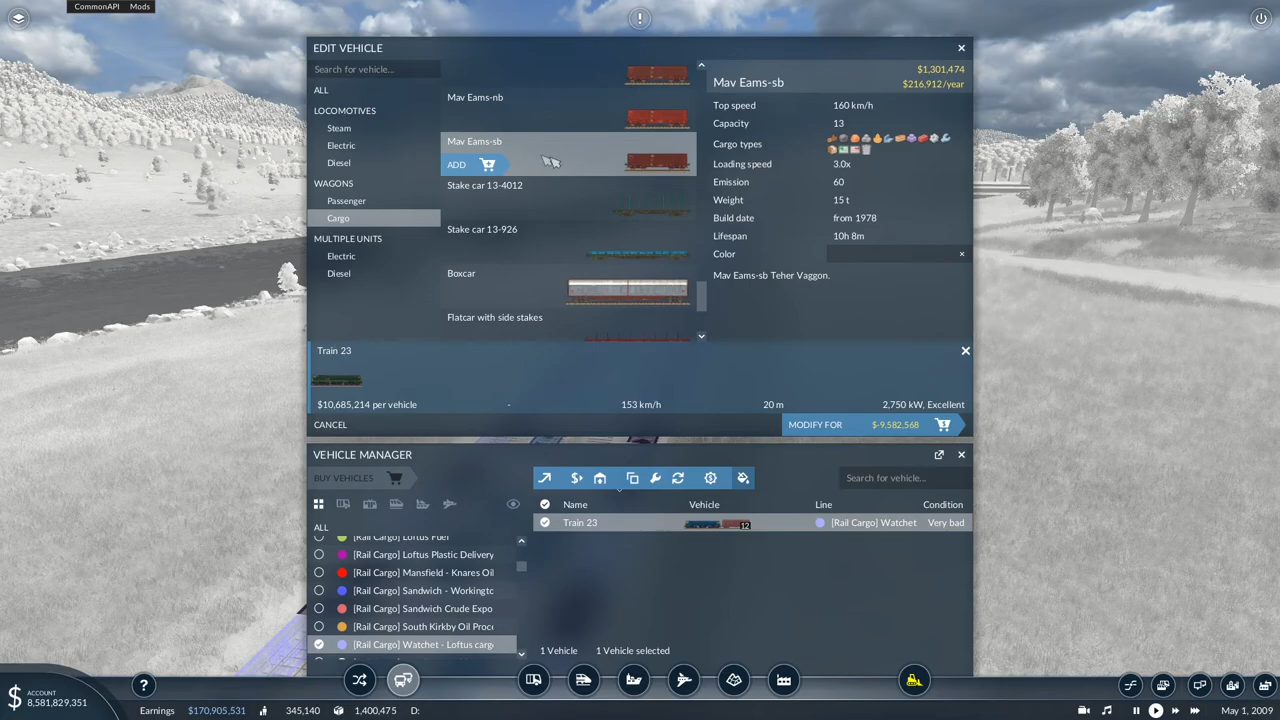 CommonAPI Mods
EDIT VEHICLE
Search for vehicle...
ALL
LOCOMOTIVES
Steam
Electric
Diesel
WAGONS
Passenger
Cargo
MULTIPLE UNITS
Electric
Diesel
Mav Eams-nb
Mav Eams-sb
ADD
Stake car 13-4012
Stake car 13-926
Boxcar
Flatcar with side stakes
Mav Eams-sb
$1,301,474
$216,912/year
Top speed 160 km/h
Capacity 13
Cargo types
Loading speed 3.0x
Emission 60
Weight 15 t
Build date from 1978
Lifespan 10h 8m
Color
Mav Eams-sb Teher Vaggon.
Train 23
$10,685,214 per vehicle - 153 km/h 20 m 2,750 kW, Excellent
CANCEL
MODIFY FOR $-9,582,568
VEHICLE MANAGER
BUY VEHICLES
Search for vehicle...
ALL
[Rail Cargo] Loftus Fuel
[Rail Cargo] Loftus Plastic Delivery
[Rail Cargo] Mansfield - Knares Oil
[Rail Cargo] Sandwich - Workingto
[Rail Cargo] Sandwich Crude Expo
[Rail Cargo] South Kirkby Oil Proc
[Rail Cargo] Watchet - Loftus carg
Name Vehicle Line Condition
Train 23 12 [Rail Cargo] Watchet Very bad
1 Vehicle 1 Vehicle selected
$ ACCOUNT
8,581,829,351
?
Earnings $170,905,531 345,140 1,400,475 D:
May 1, 2009